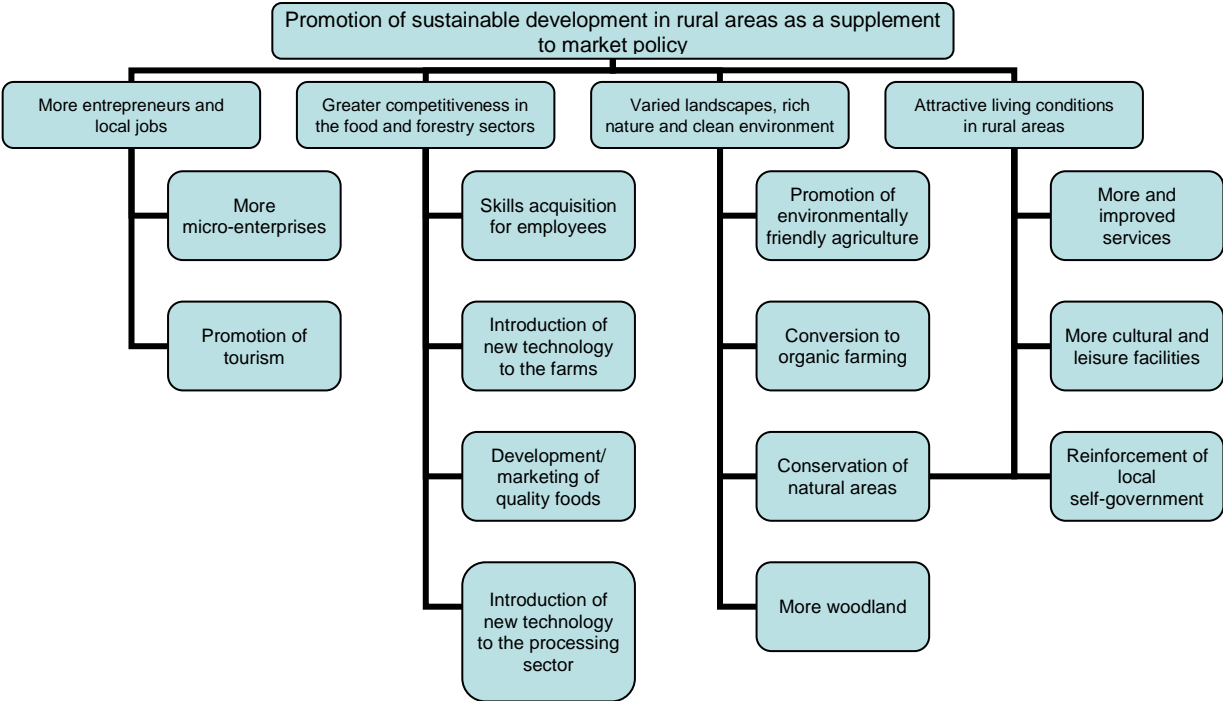 Promotion of sustainable development in rural areas as a supplement
to market policy
More entrepreneurs and
local jobs
Greater competitiveness in
the food and forestry sectors
Varied landscapes, rich
nature and clean environment
Attractive living conditions
in rural areas
More
micro-enterprises
Promotion of
tourism
Skills acquisition
for employees
Introduction of
new technology
to the farms
Development/
marketing of
quality foods
Introduction of
new technology
to the processing
sector
Promotion of
environmentally
friendly agriculture
Conversion to
organic farming
Conservation of
natural areas
More woodland
More and
improved
services
More cultural and
leisure facilities
Reinforcement of
local
self-government